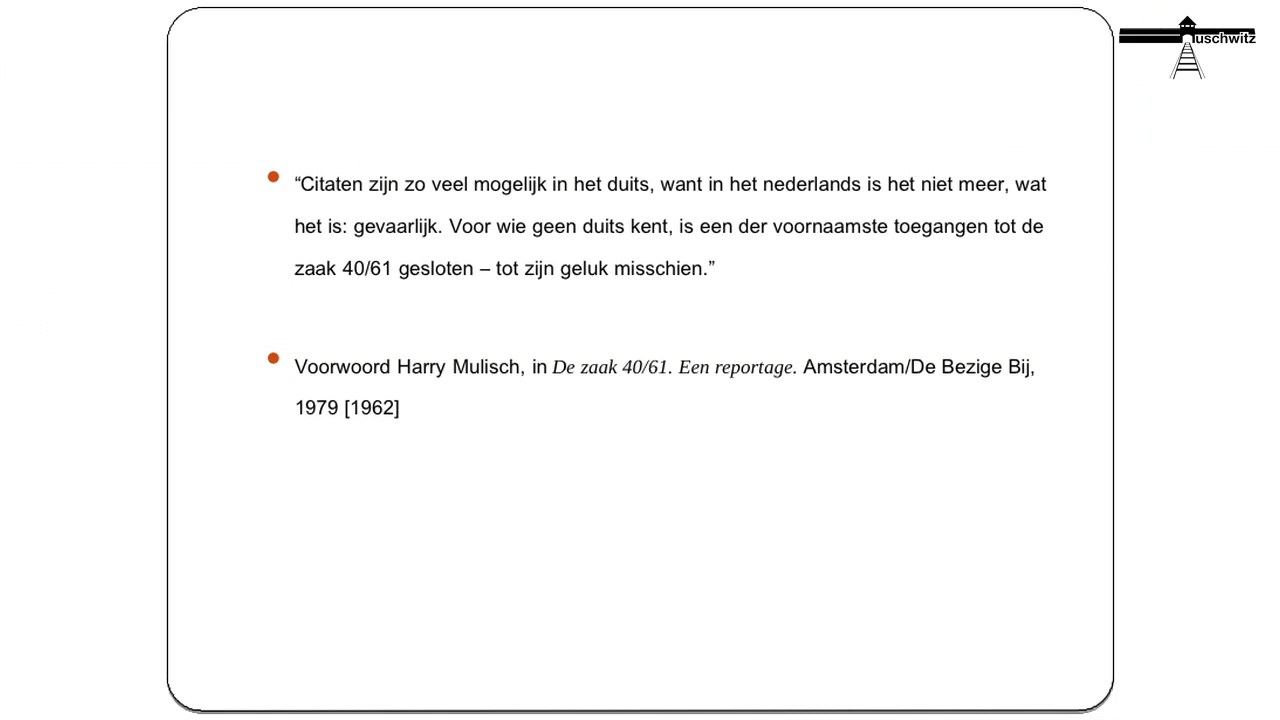 uschwitz
“Citaten zijn zo veel mogelijk in het duits, want in het nederlands is het niet meer, wat
het is: gevaarlijk. Voor wie geen duits kent, is een der voornaamste toegangen tot de
zaak 40/61 gesloten – tot zijn geluk misschien.”
Voorwoord Harry Mulisch, in De zaak 40/61. Een reportage. Amsterdam/De Bezige Bij,
1979 [1962]